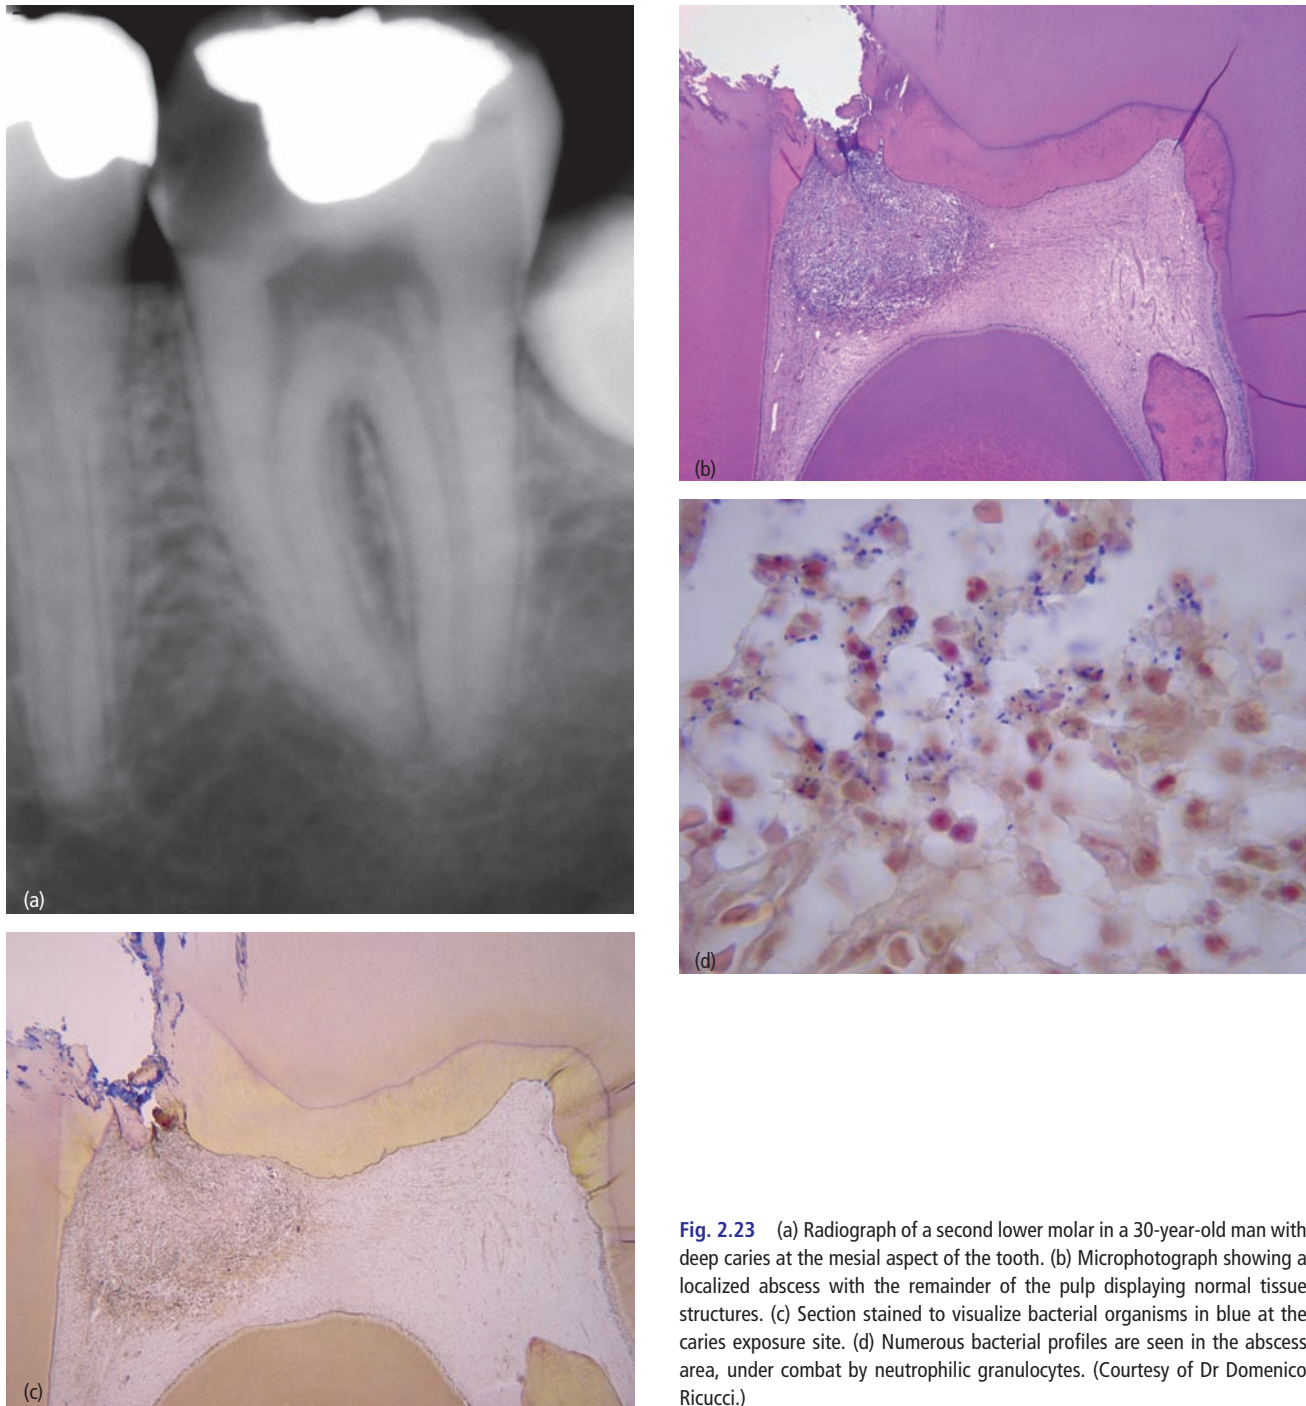 (a)
(b)
(c)
(d)
Fig. 2.23 (a) Radiograph of a second lower molar in a 30-year-old man with
deep caries at the mesial aspect of the tooth. (b) Microphotograph showing a
localized abscess with the remainder of the pulp displaying normal tissue
structures. (c) Section stained to visualize bacterial organisms in blue at the
caries exposure site. (d) Numerous bacterial profiles are seen in the abscess
area, under combat by neutrophilic granulocytes. (Courtesy of Dr Domenico
Ricucci.)